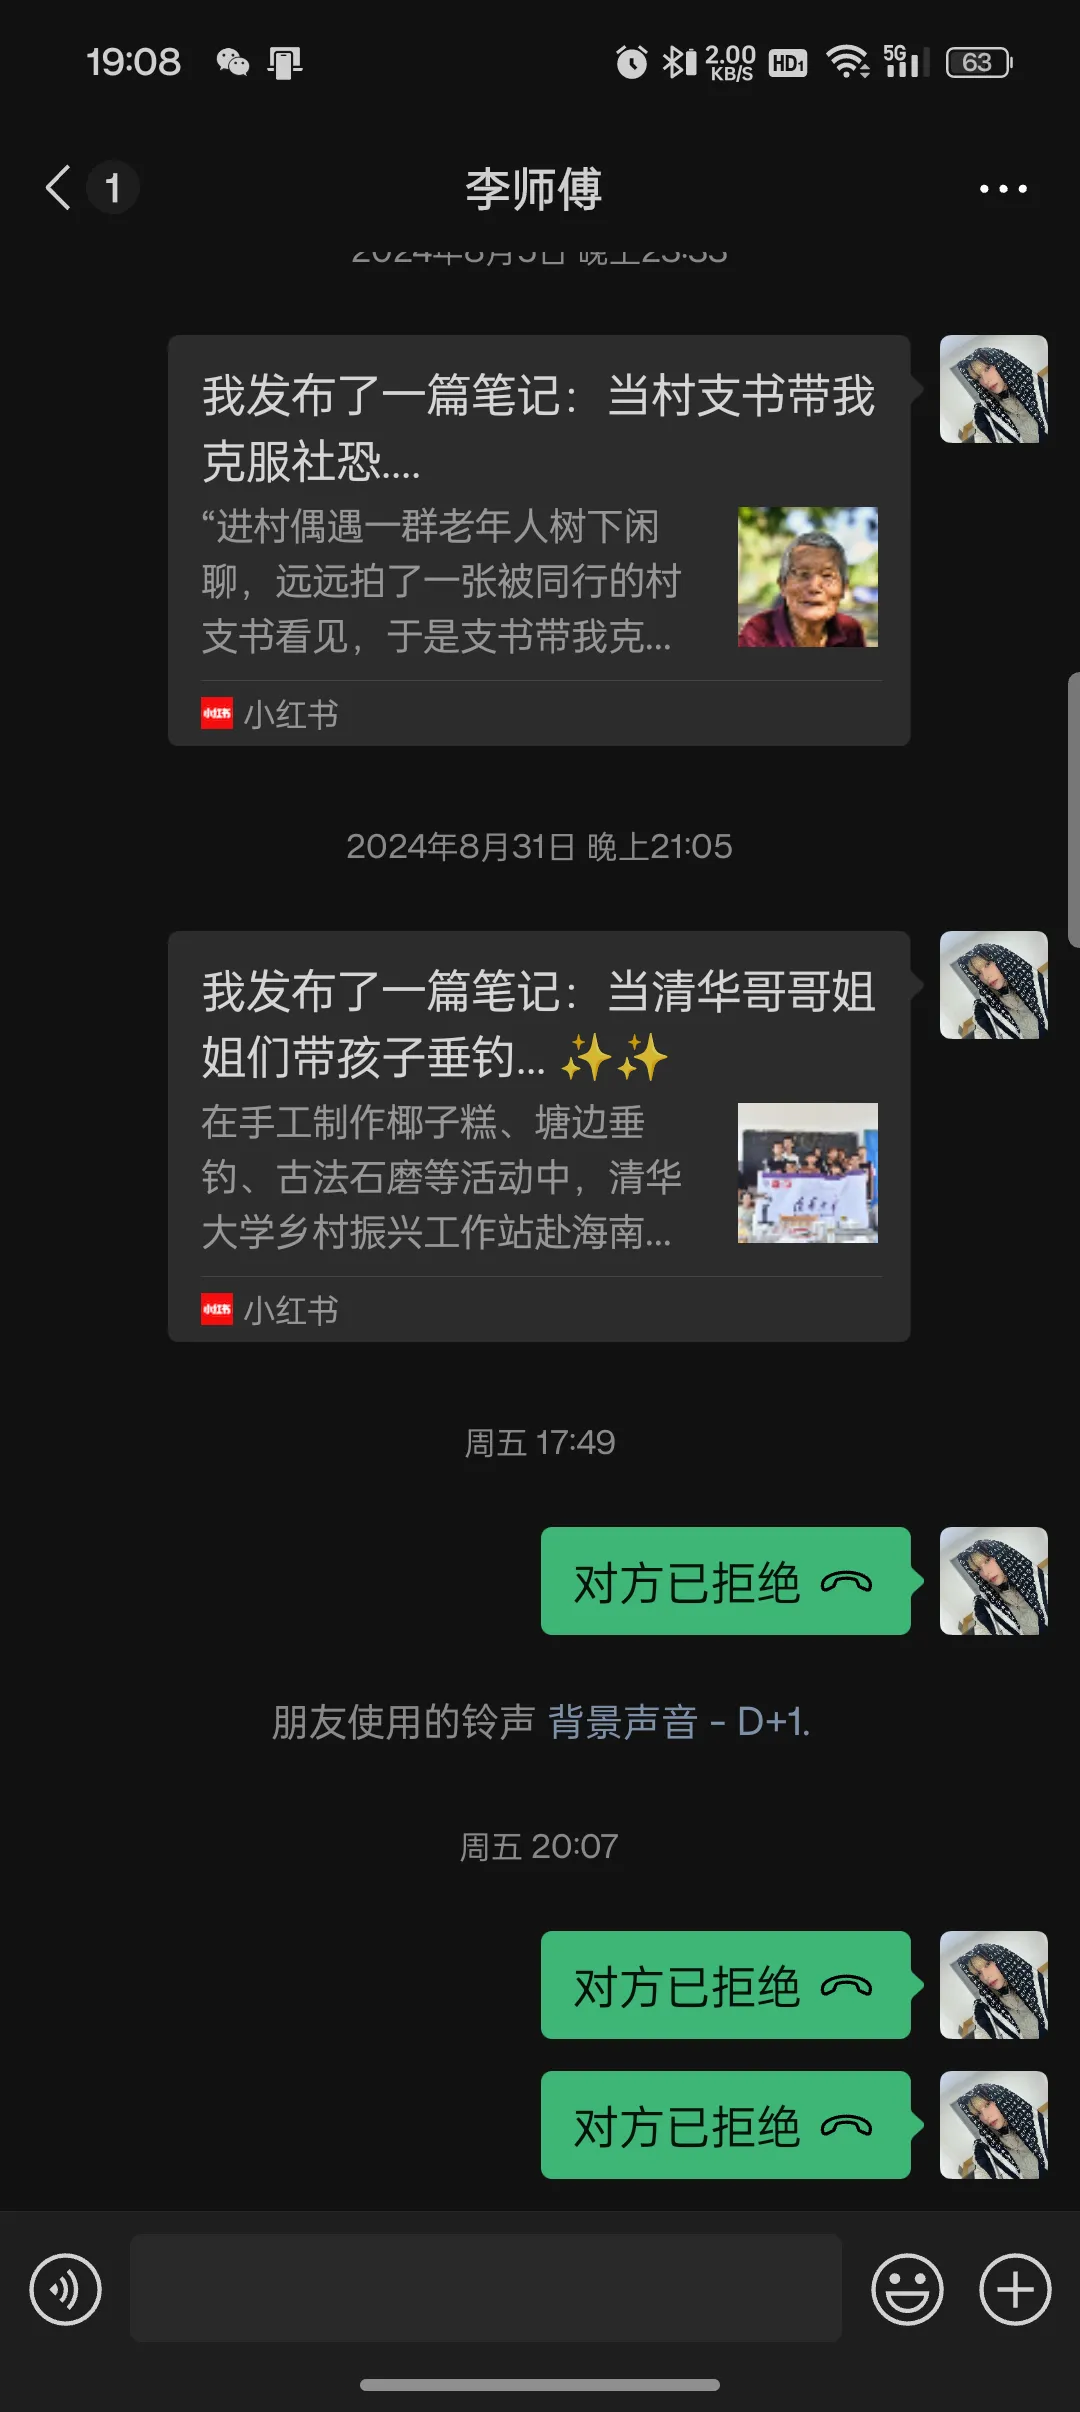 19:08
2.00 KB/S
HD1
5G
63
1
李师傅
我发布了一篇笔记：当村支书带我
克服社恐....
“进村偶遇一群老年人树下闲
聊，远远拍了一张被同行的村
支书看见，于是支书带我克...
小红书
小红书
2024年8月31日 晚上21:05
我发布了一篇笔记：当清华哥哥姐
姐们带孩子垂钓... ✨✨
在手工制作椰子糕、塘边垂
钓、古法石磨等活动中，清华
大学乡村振兴工作站赴海南...
小红书
小红书
周五 17:49
对方已拒绝
朋友使用的铃声 背景声音 - D+1.
周五 20:07
对方已拒绝
对方已拒绝